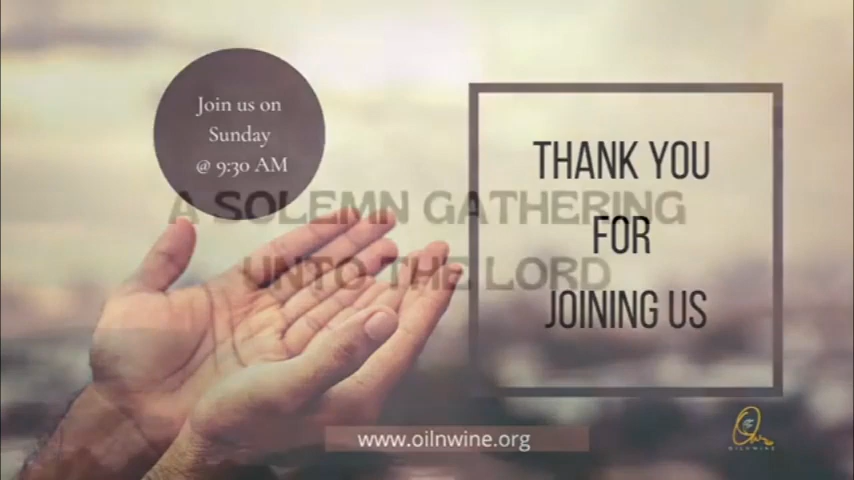 Join us on
Sunday
@ 9:30 AM
A SOLEMN GATHERING
UNTO THE LORD
THANK YOU
FOR
JOINING US
www.oilnwine.org
OILNWINE